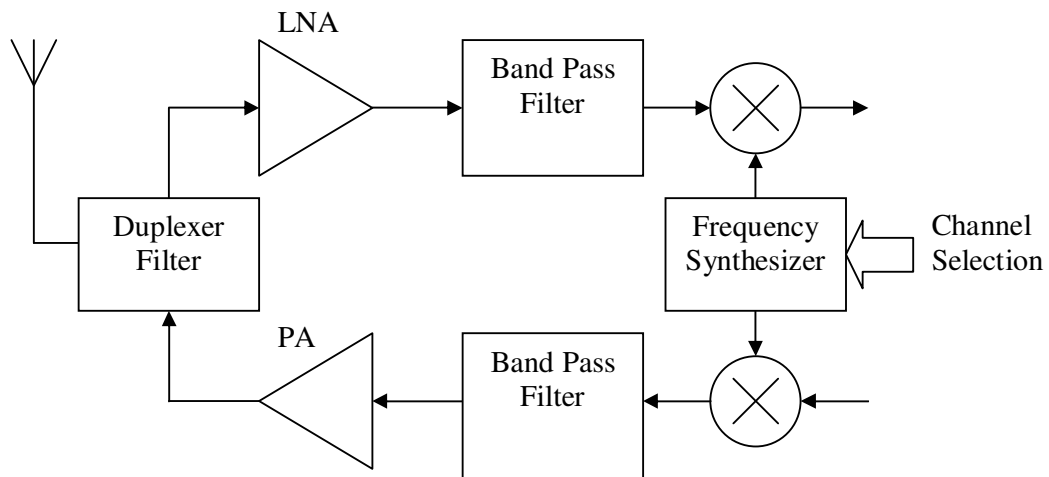 LNA
Band Pass
Filter
Duplexer
Filter
Frequency
Synthesizer
Channel
Selection
PA
Band Pass
Filter